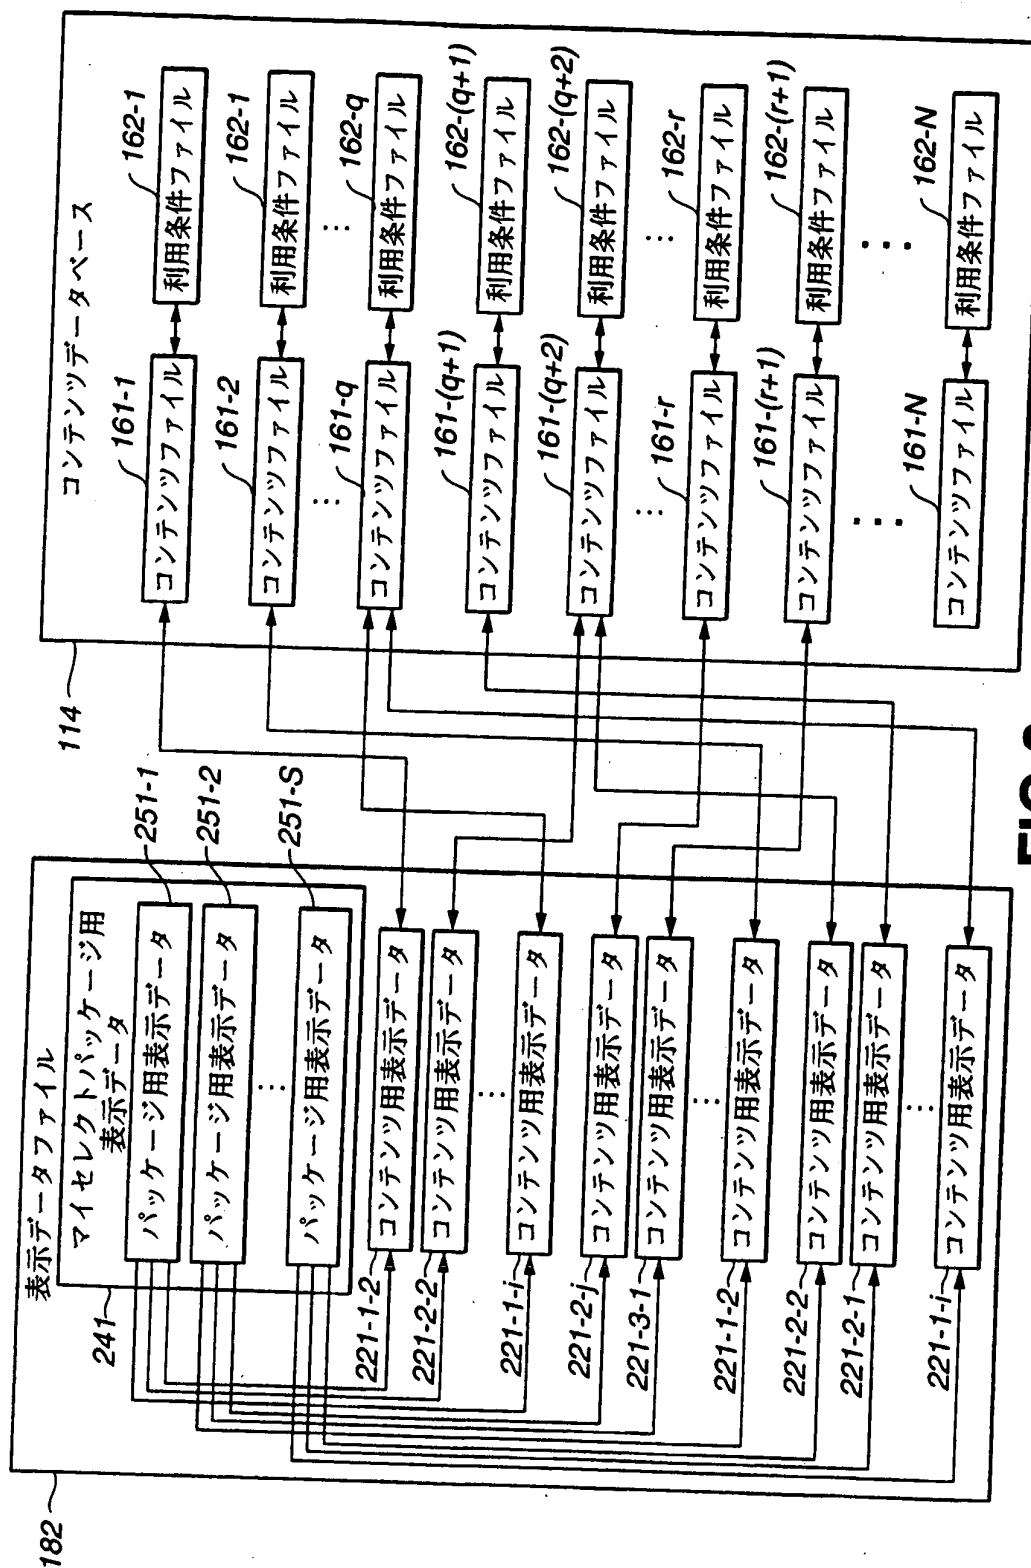 コンテンツデータベース
114
161-1
コンテンツファイル
162-1
利用条件ファイル
161-2
コンテンツファイル
162-1
利用条件ファイル
161-q
コンテンツファイル
162-q
利用条件ファイル
161-(q+1)
コンテンツファイル
162-(q+1)
利用条件ファイル
161-(q+2)
コンテンツファイル
162-(q+2)
利用条件ファイル
161-r
コンテンツファイル
162-r
利用条件ファイル
161-(r+1)
コンテンツファイル
162-(r+1)
利用条件ファイル
161-N
コンテンツファイル
162-N
利用条件ファイル
182
表示データファイル
241
マイセレクトパッケージ用
表示データ
251-1
パッケージ用表示データ
251-2
パッケージ用表示データ
251-S
パッケージ用表示データ
221-1-2
コンテンツ用表示データ
221-2-2
コンテンツ用表示データ
221-1-i
コンテンツ用表示データ
221-2-j
コンテンツ用表示データ
221-3-1
コンテンツ用表示データ
221-1-2
コンテンツ用表示データ
221-2-2
コンテンツ用表示データ
221-2-1
コンテンツ用表示データ
221-1-i
コンテンツ用表示データ